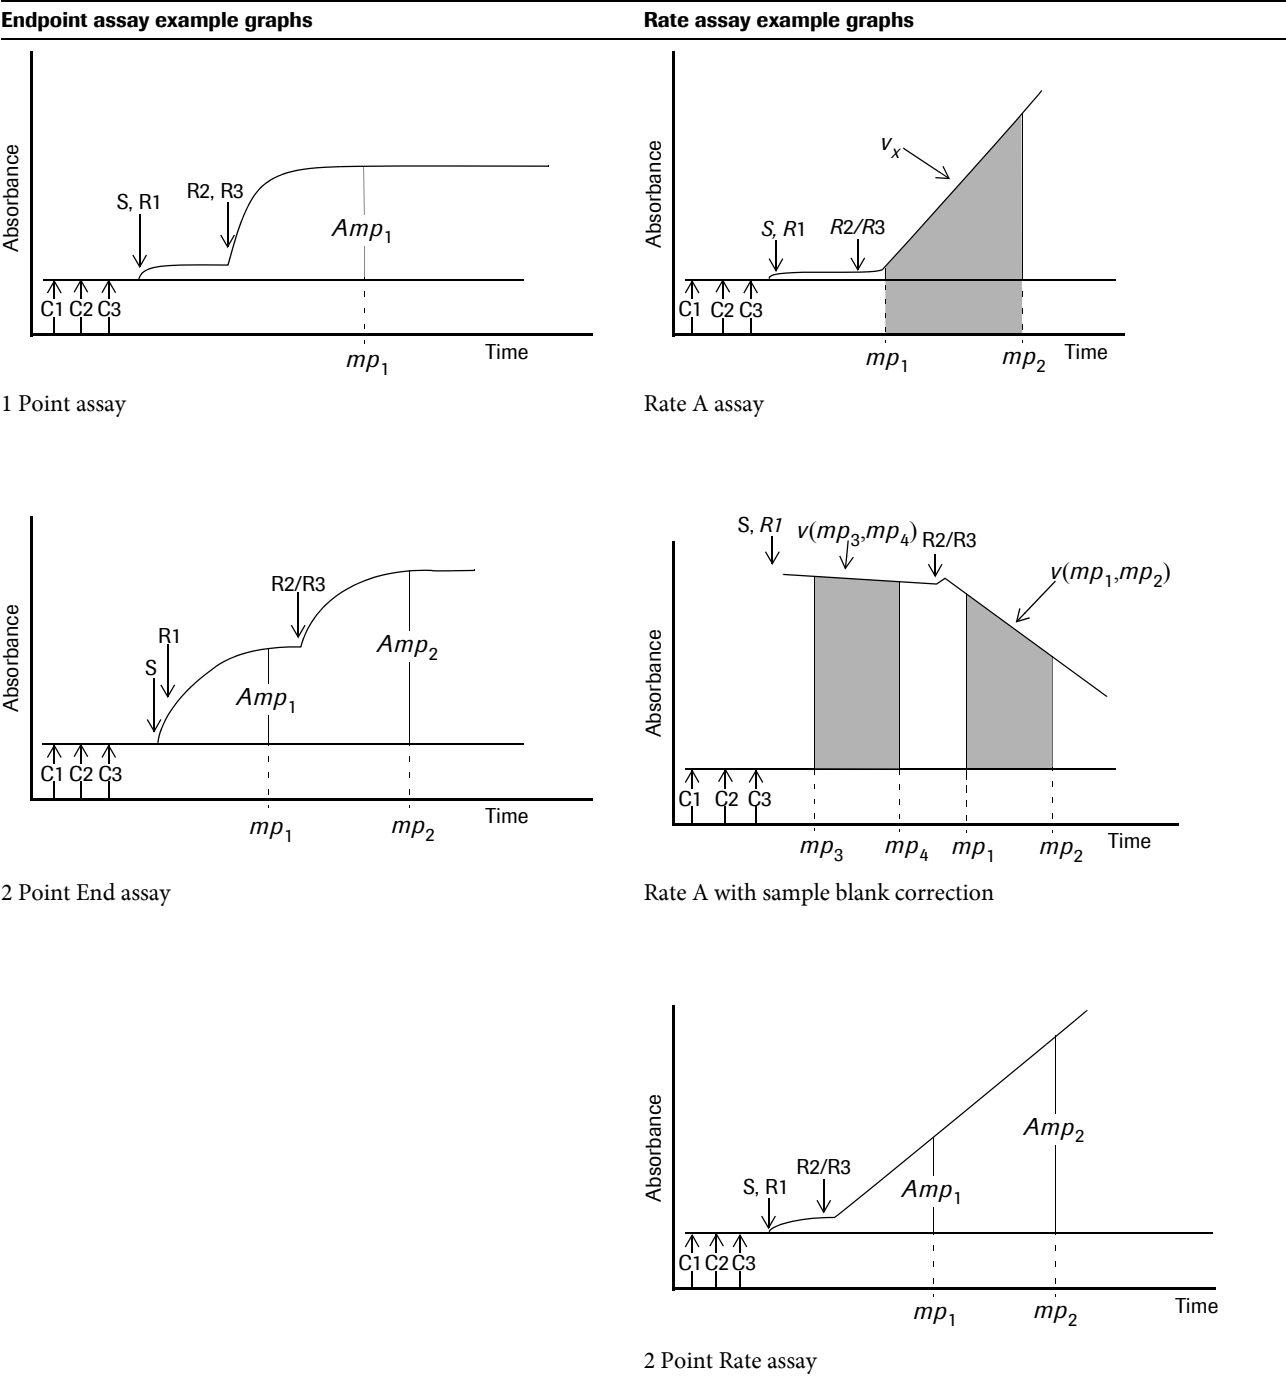 Endpoint assay example graphs
Rate assay example graphs
Absorbance
S, R1
R2, R3
Amp1
C1 C2 C3
mp1
Time
1 Point assay
Absorbance
vx
S, R1
R2/R3
C1 C2 C3
mp1
mp2
Time
Rate A assay
Absorbance
R2/R3
R1
S
Amp1
Amp2
C1 C2 C3
mp1
mp2
Time
2 Point End assay
Absorbance
S, R1
v(mp3,mp4)
R2/R3
v(mp1,mp2)
C1 C2 C3
mp3
mp4
mp1
mp2
Time
Rate A with sample blank correction
Absorbance
S, R1
R2/R3
Amp1
Amp2
C1 C2 C3
mp1
mp2
Time
2 Point Rate assay